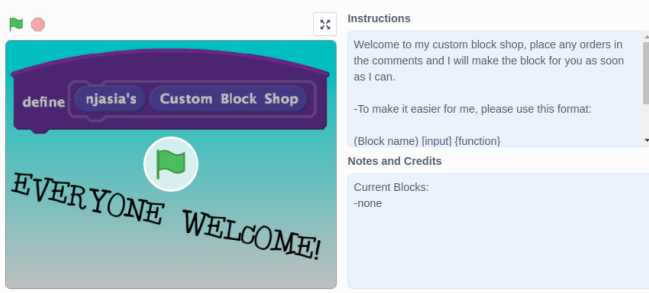 define njasia's Custom Block Shop
EVERYONE WELCOME!
Instructions
Welcome to my custom block shop, place any orders in
the comments and I will make the block for you as soon
as I can.
-To make it easier for me, please use this format:
(Block name) [input] {function}
Notes and Credits
Current Blocks:
-none